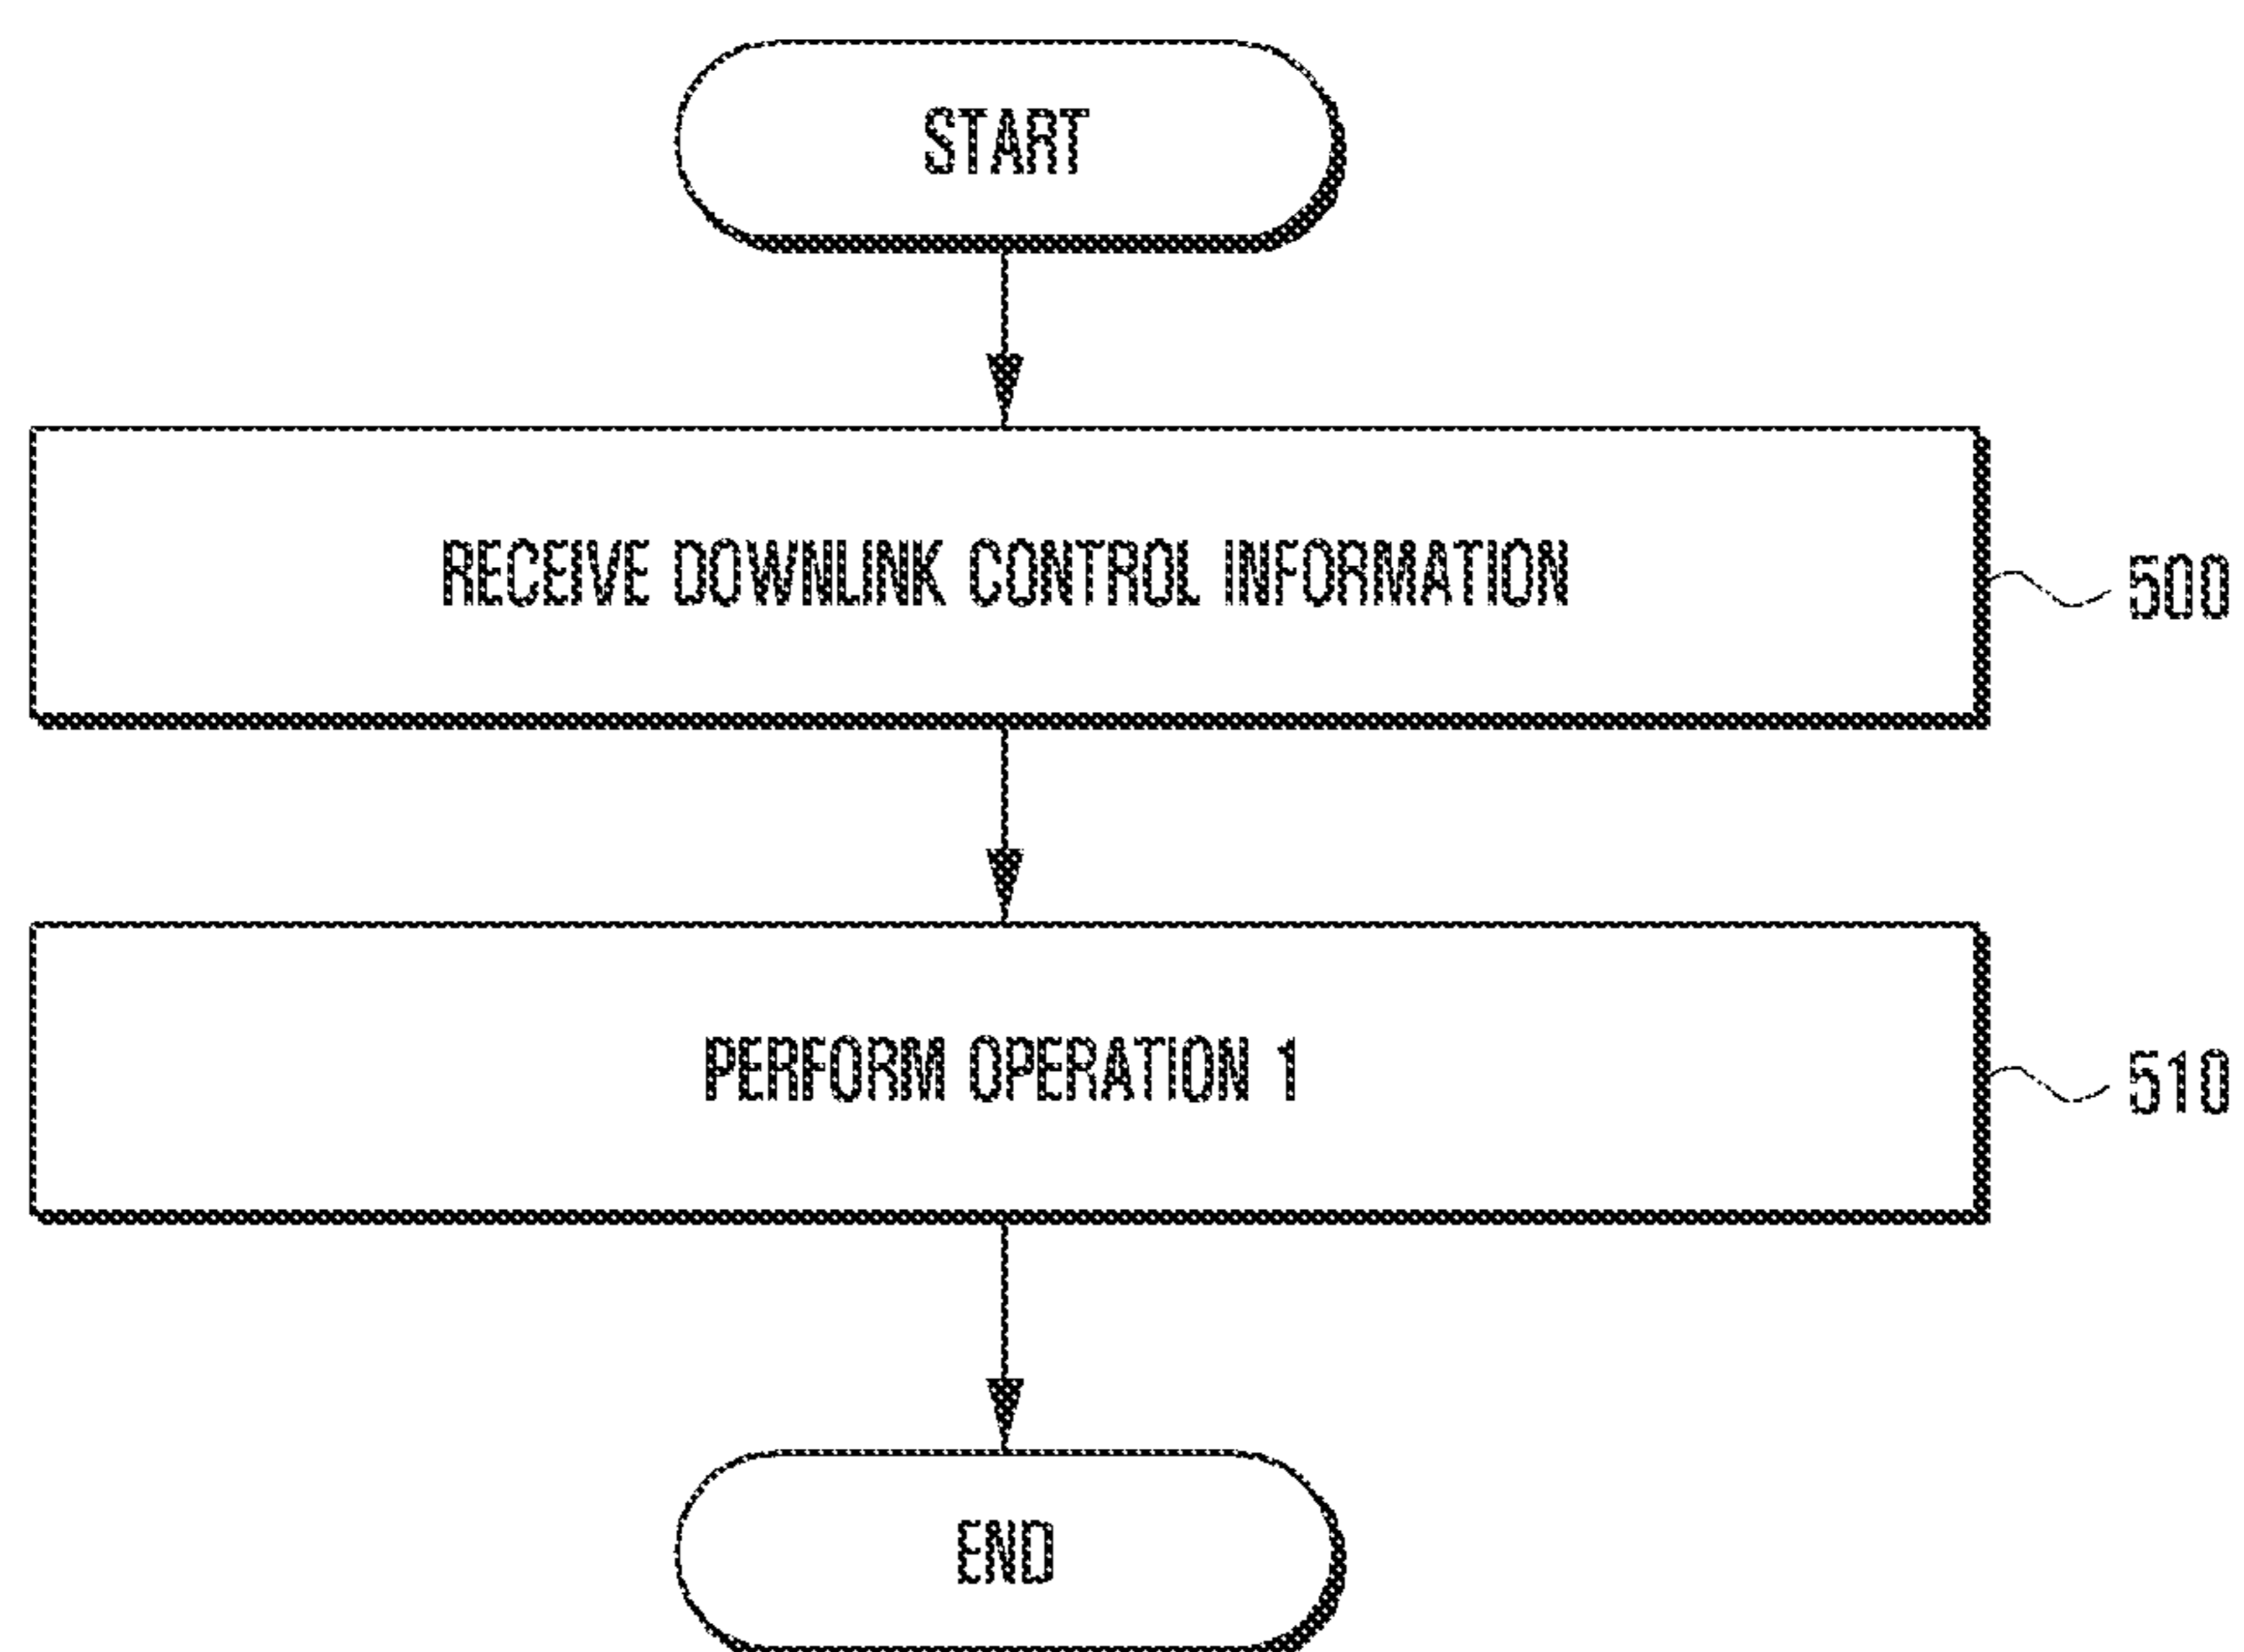 START
RECEIVE DOWNLINK CONTROL INFORMATION
500
PERFORM OPERATION 1
510
END